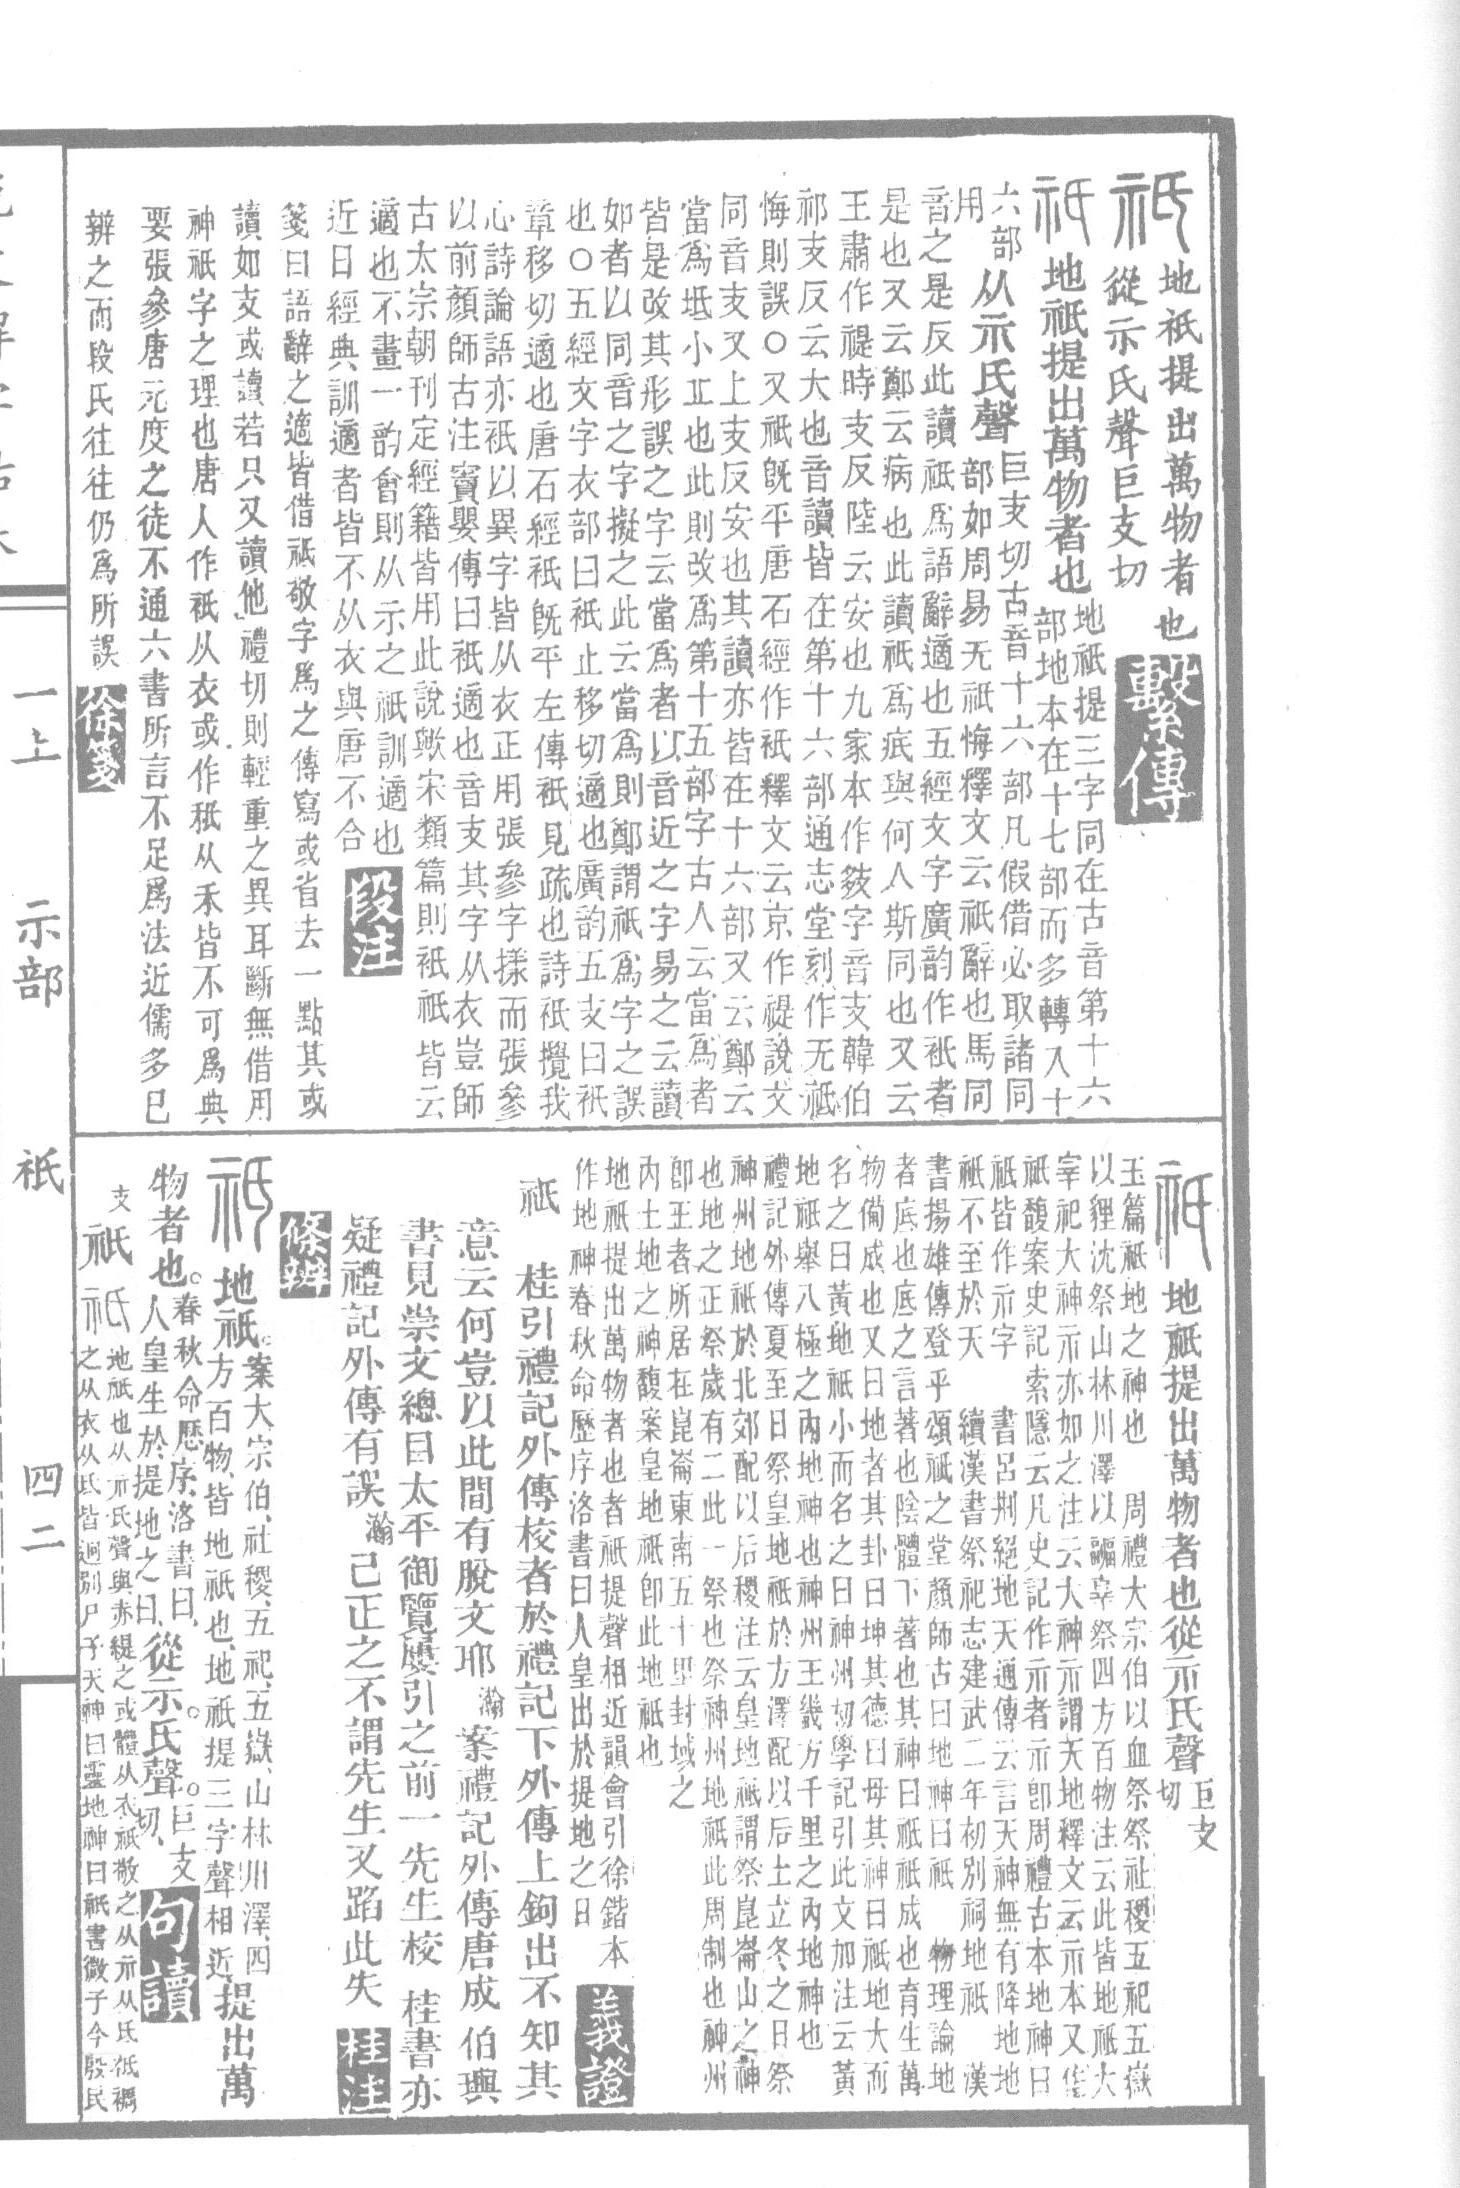 祇
地祇提出萬物者也
從示氏聲巨支切
繫傳
祇
地祇提出萬物者也
地祇提三字同在古音第十六
部地本在十七部而多轉入十
六部
从示氏聲
巨支切古音十六部凡假借必取諸同
部如周易无祇悔釋文云祇辭也馬同
用
音之是反此讀祇爲語辭適也五經文字廣韵作衹者
是也又云鄭云病也此讀祇爲疷與何人斯同也又云
王肅作禔時支反陸云安也九家本作䞶字音支韓伯
祁支反云大也音讀皆在第十六部通志堂刻作无祗
悔則誤○又祇旣平唐石經作衹釋文云京作禔說文
同音支又上支反安也其讀亦皆在十六部又云鄭云
當爲坻小丘也此則改爲第十五部字古人云當爲者
皆是改其形誤之字云當爲者以音近之字易之云讀
如者以同音之字擬之此云當爲則鄭謂祇爲字之誤
也○五經文字衣部曰衹止移切適也廣韵五支曰衹
章移切適也唐石經衹旣平左傳衹見疏也詩衹攪我
心詩論語亦衹以異字皆从衣正用張參字㨾而張參
以前顏師古注竇嬰傳曰衹適也音支其字从衣豈師
古太宗朝刊定經籍皆用此說歟宋類篇則衹祇皆云
適也不畫一韵會則从示之祇訓適也
近日經典訓適者皆不从衣與唐不合
段注
箋曰語辭之適皆借祇敬字爲之傳寫或省去一點其或
讀如支或讀若只又讀他禮切則輕重之異耳斷無借用
神祇字之理也唐人作衹从衣或作秖从禾皆不可爲典
要張參唐元度之徒不通六書所言不足爲法近儒多已
辨之而段氏往往仍爲所誤
徐箋
祇
地祇提出萬物者也從示氏聲
巨支
切
玉篇祇地之神也　周禮大宗伯以血祭祭社稷五祀五嶽
以貍沈祭山林川澤以疈辜祭四方百物注云此皆地祇大
宰祀大神示亦如之注云大神示謂天地釋文云示本又作
祇馥案史記索隱云凡史記作示者示卽周禮古本地神曰
祇皆作示字　書呂刑絕地天通傳云言天神無有降地地
祇不至於天　續漢書祭祀志建武二年初別祠地祇　漢
書揚雄傳登乎頌祇之堂顏師古曰地神曰祇　物理論地
者底也底之言著也陰體下著也其神曰祇祇成也育生萬
物備成也又曰地者其卦曰坤其德曰母其神曰祇地大而
名之曰黃地祇小而名之曰神州初學記引此文加注云黃
地祇舉八極之內地神也神州王畿方千里之內地神也
禮記外傳夏至日祭皇地祇於方澤配以后土立冬之日祭
神州地祇於北郊配以后稷注云皇地祇謂祭崑崙山之神
也地之正祭歲有二此一祭也祭神州地祇此周制也神州
卽王者所居在崑崙東南五十里封域之
內土地之神馥案皇地祇卽此地祇也
地祇提出萬物者也者祇提聲相近韻會引徐鍇本
作地神春秋命歷序洛書曰人皇出於提地之日
義證
祇　桂引禮記外傳校者於禮記下外傳上鉤出不知其
意云何豈以此間有脫文耶
瀚
案禮記外傳唐成伯璵
書見崇文總目太平御覽屢引之前一先生校桂書亦
疑禮記外傳有誤
瀚
己正之不謂先生又蹈此失
桂注
條辨
祇
地祇
案大宗伯社稷五祀五嶽山林川澤四
方百物皆地祇也地祇提三字聲相近
提出萬
物者也
春秋命歷序洛書曰
人皇生於提地之日
從示氏聲
巨支
切
句讀
支
祇
祇
地祇也从示氏聲與赤緹之或體从衣祇敬之从示从氐祇裯
之从衣从氐皆迥別尸子天神曰靈地神曰祇書微子今殷民
一上
示部
祇
四二